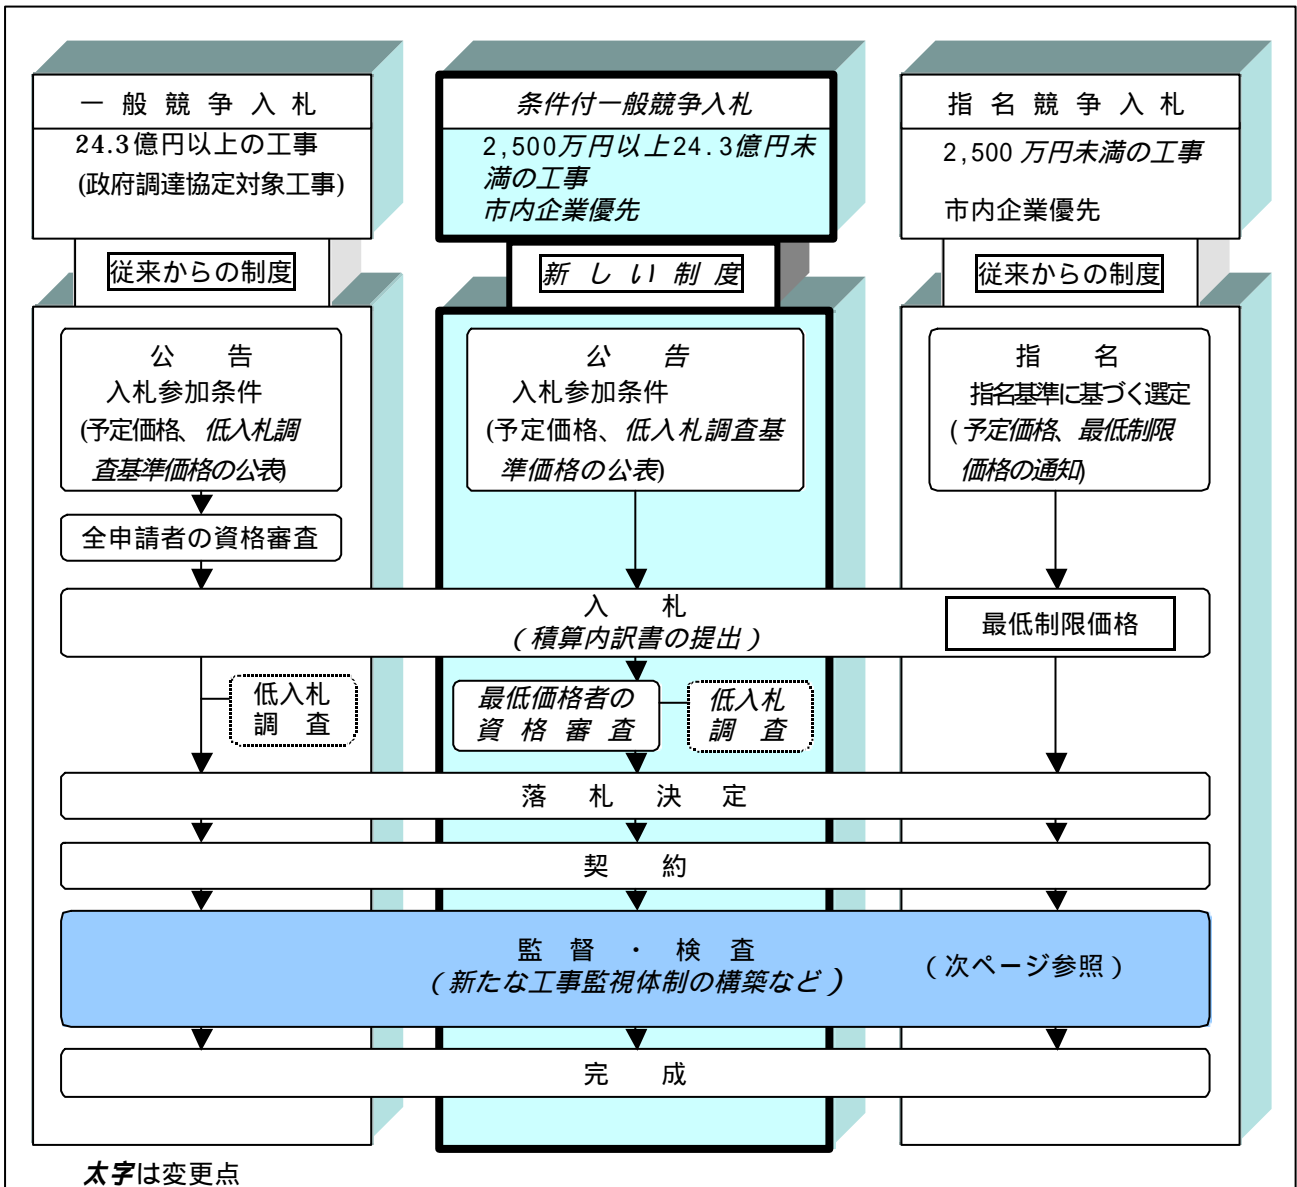 一般競争入札
24.3億円以上の工事
(政府調達協定対象工事)
従来からの制度
条件付一般競争入札
2,500万円以上24.3億円未
満の工事
市内企業優先
新しい制度
指名競争入札
2,500万円未満の工事
市内企業優先
従来からの制度
公告
入札参加条件
(予定価格、低入札調
査基準価格の公表)
全申請者の資格審査
公告
入札参加条件
(予定価格、低入札調査基
準価格の公表)
指名
指名基準に基づく選定
(予定価格、最低制限
価格の通知)
入札
(積算内訳書の提出)
最低制限価格
低入札
調査
最低価格者の
資格審査
低入札
調査
落札決定
契約
監督・検査
(新たな工事監視体制の構築など)
(次ページ参照)
完成
太字は変更点